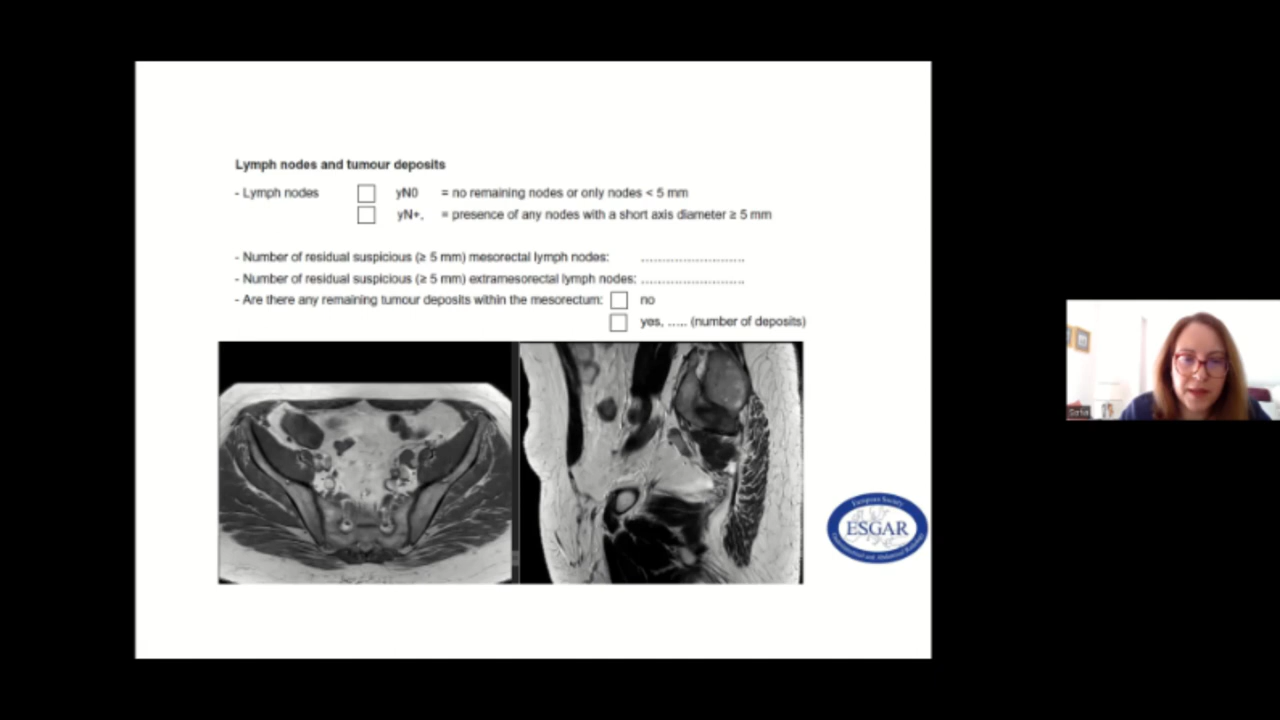 Lymph nodes and tumour deposits
- Lymph nodes yN0 = no remaining nodes or only nodes < 5 mm
yN+, = presence of any nodes with a short axis diameter ≥ 5 mm
- Number of residual suspicious (≥ 5 mm) mesorectal lymph nodes: ..........................
- Number of residual suspicious (≥ 5 mm) extramesorectal lymph nodes: ..........................
- Are there any remaining tumour deposits within the mesorectum: no
yes, ..... (number of deposits)
European Society
ESGAR